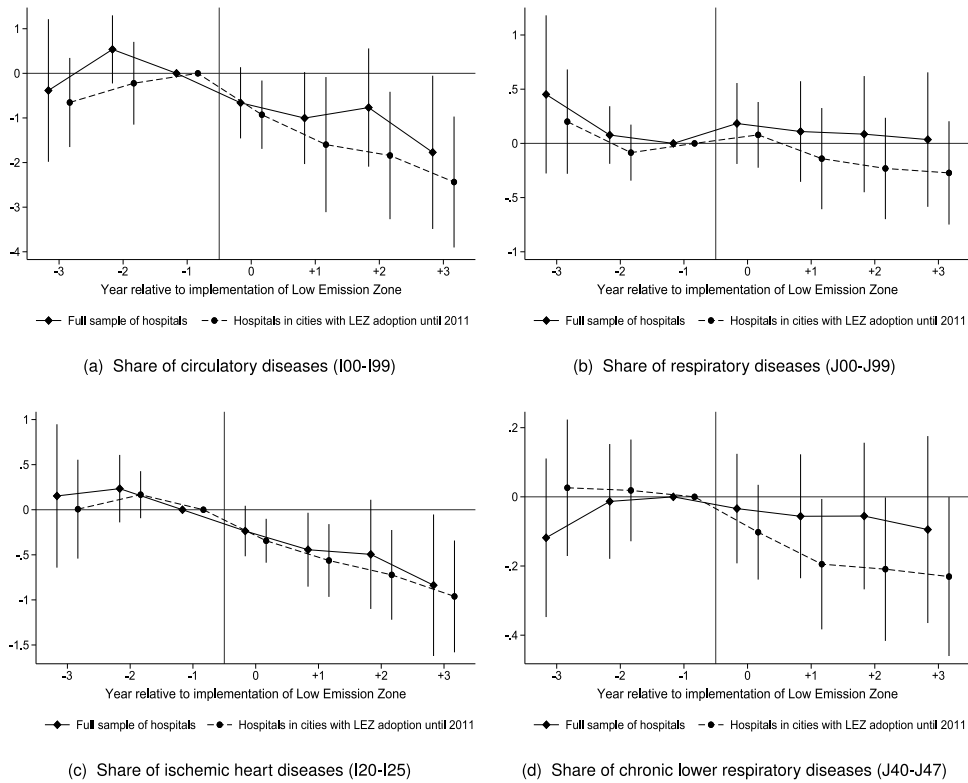 1
0
-1
-2
-3
-4
-3 -2 -1 0 +1 +2 +3
Year relative to implementation of Low Emission Zone
Full sample of hospitals Hospitals in cities with LEZ adoption until 2011
(a) Share of circulatory diseases (I00-I99)
1
.5
0
-.5
-1
-3 -2 -1 0 +1 +2 +3
Year relative to implementation of Low Emission Zone
Full sample of hospitals Hospitals in cities with LEZ adoption until 2011
(b) Share of respiratory diseases (J00-J99)
1
.5
0
-.5
-1
-1.5
-3 -2 -1 0 +1 +2 +3
Year relative to implementation of Low Emission Zone
Full sample of hospitals Hospitals in cities with LEZ adoption until 2011
(c) Share of ischemic heart diseases (I20-I25)
.2
0
-.2
-.4
-3 -2 -1 0 +1 +2 +3
Year relative to implementation of Low Emission Zone
Full sample of hospitals Hospitals in cities with LEZ adoption until 2011
(d) Share of chronic lower respiratory diseases (J40-J47)